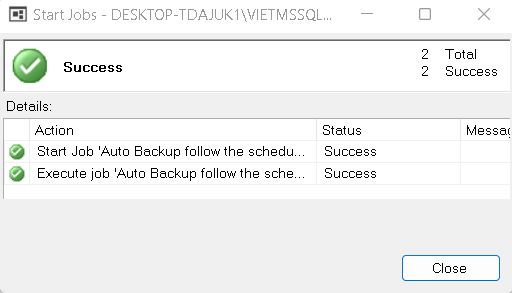 Start Jobs - DESKTOP-TDAJUK1\VIETMSSQL...
Success
2 Total
2 Success
Details:
Action Status Messag
Start Job 'Auto Backup follow the schedu... Success
Execute job 'Auto Backup follow the sche... Success
Close